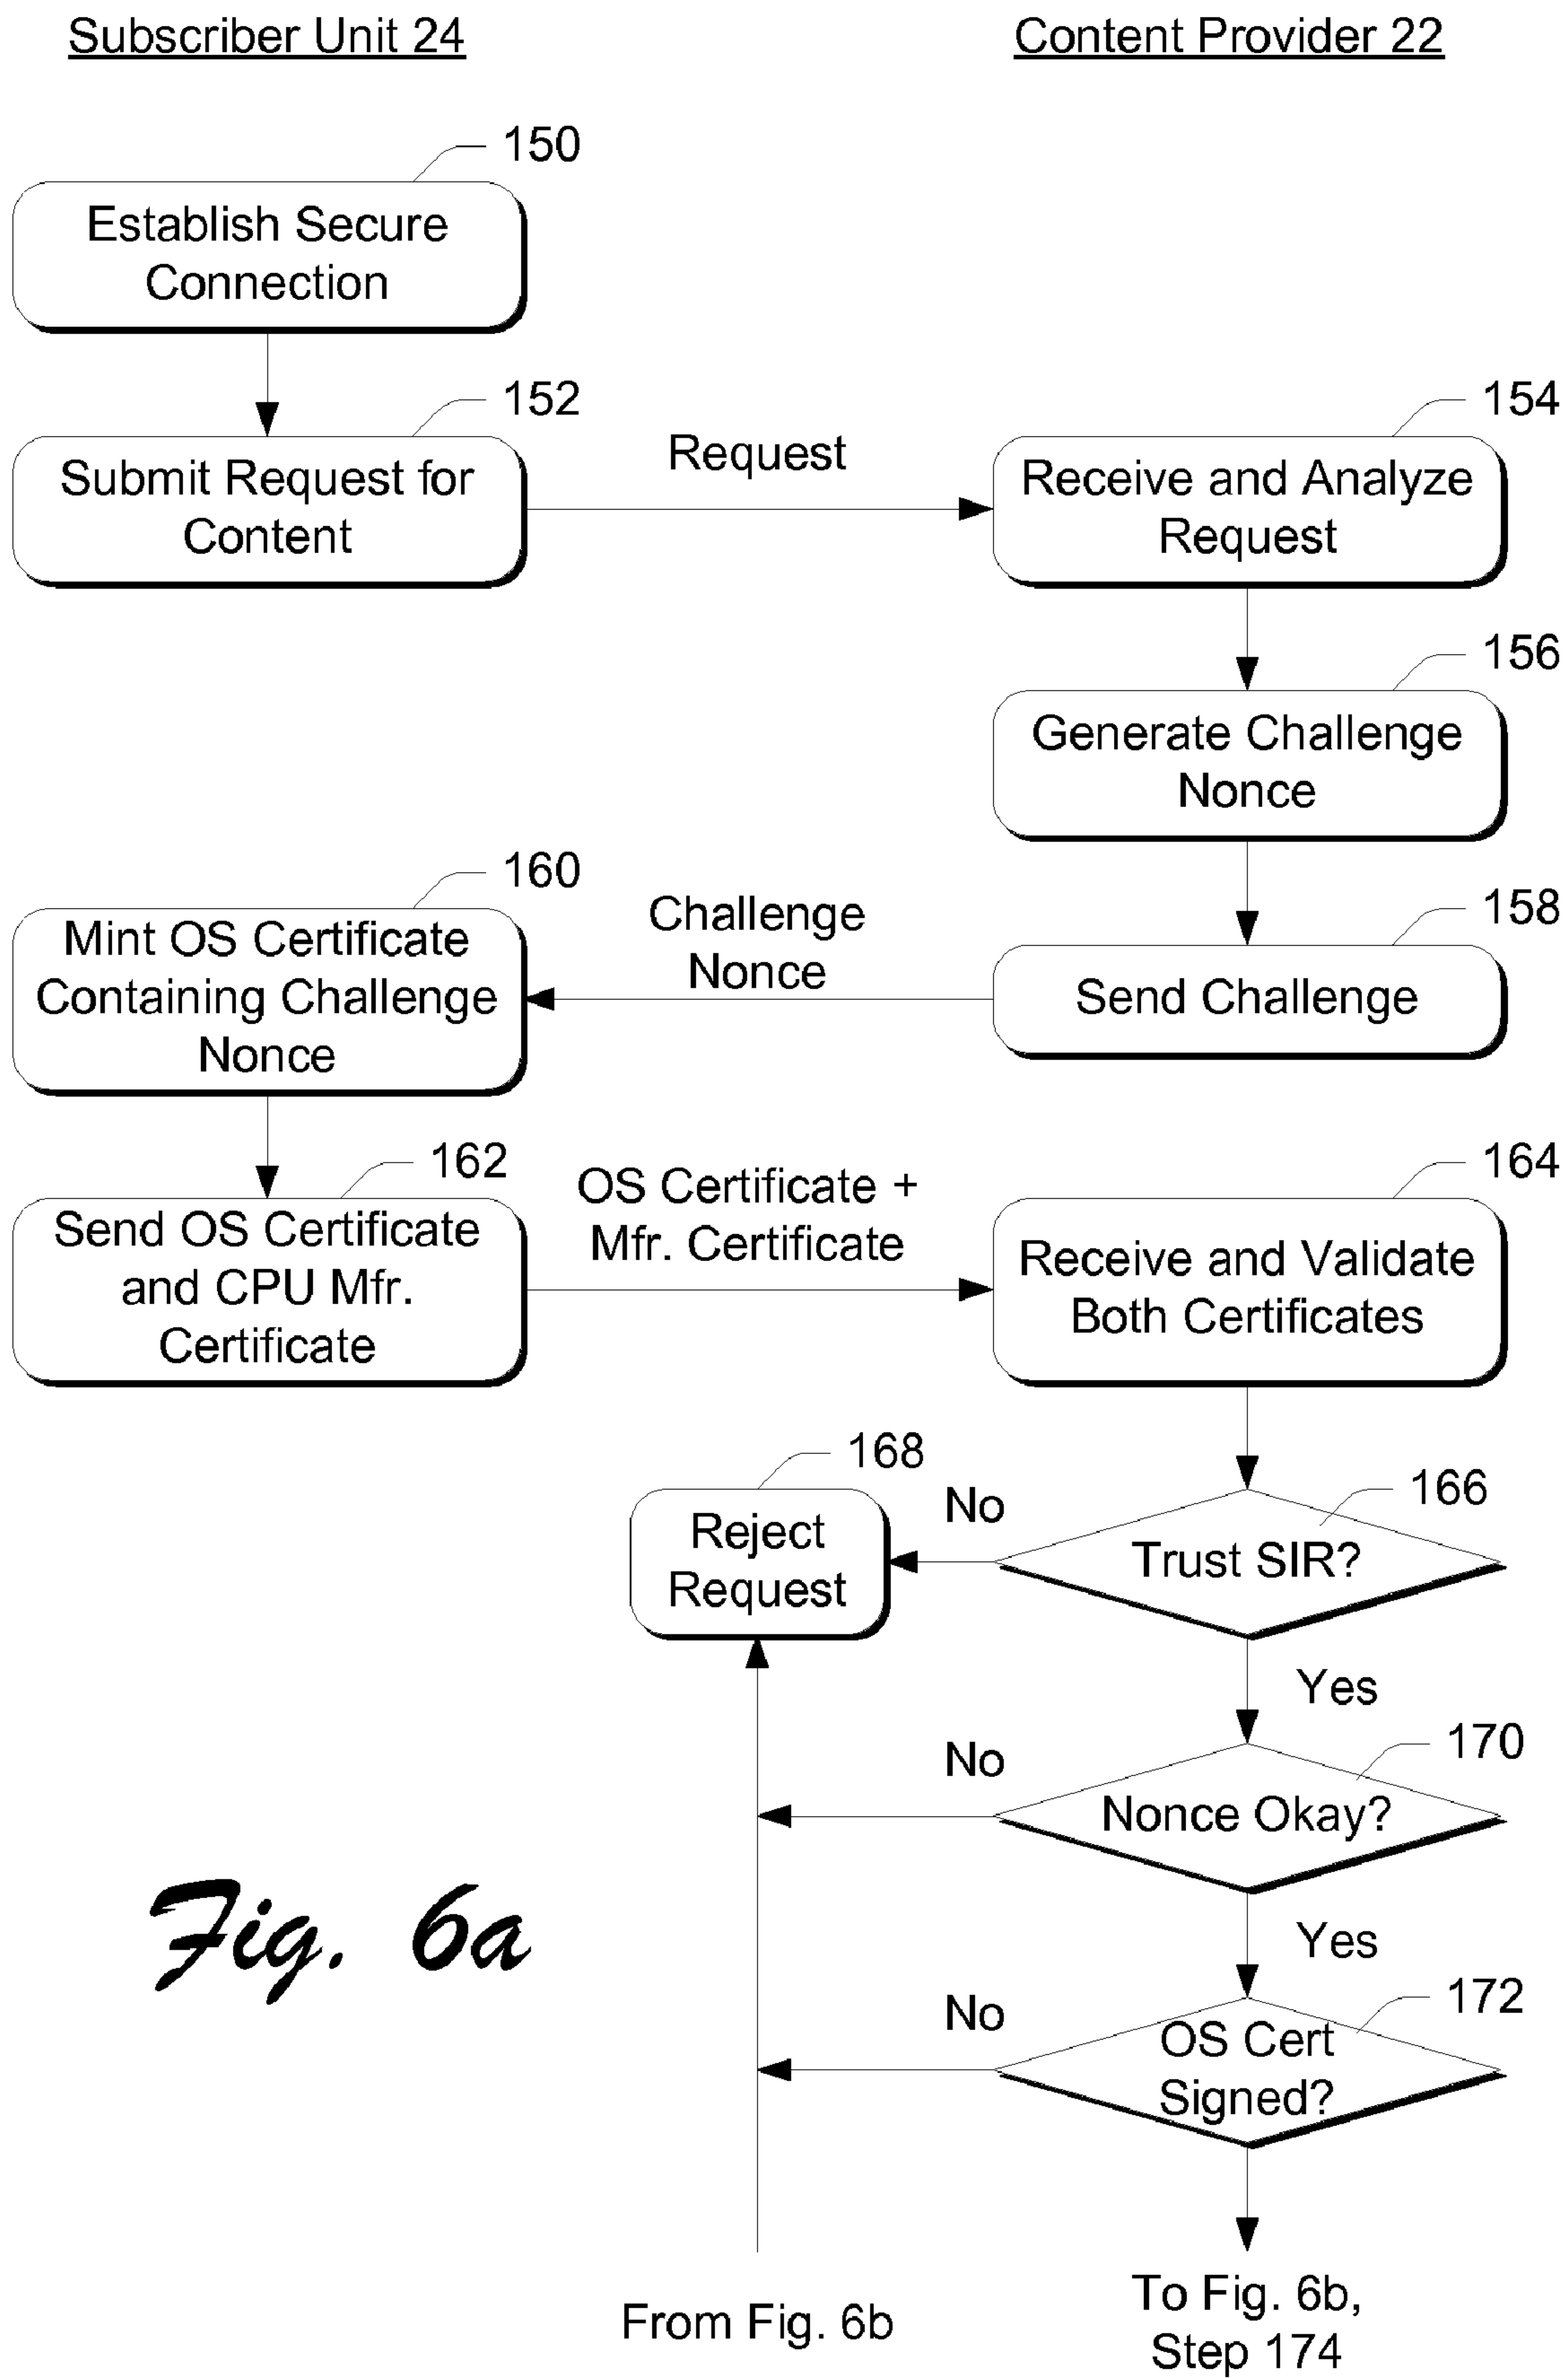 Subscriber Unit 24
Content Provider 22
150
Establish Secure
Connection
152
Submit Request for
Content
Request
154
Receive and Analyze
Request
156
Generate Challenge
Nonce
158
Send Challenge
Challenge
Nonce
160
Mint OS Certificate
Containing Challenge
Nonce
162
Send OS Certificate
and CPU Mfr.
Certificate
OS Certificate +
Mfr. Certificate
164
Receive and Validate
Both Certificates
166
Trust SIR?
No
168
Reject
Request
Yes
170
Nonce Okay?
No
Yes
172
OS Cert
Signed?
No
From Fig. 6b
To Fig. 6b,
Step 174
Fig. 6a